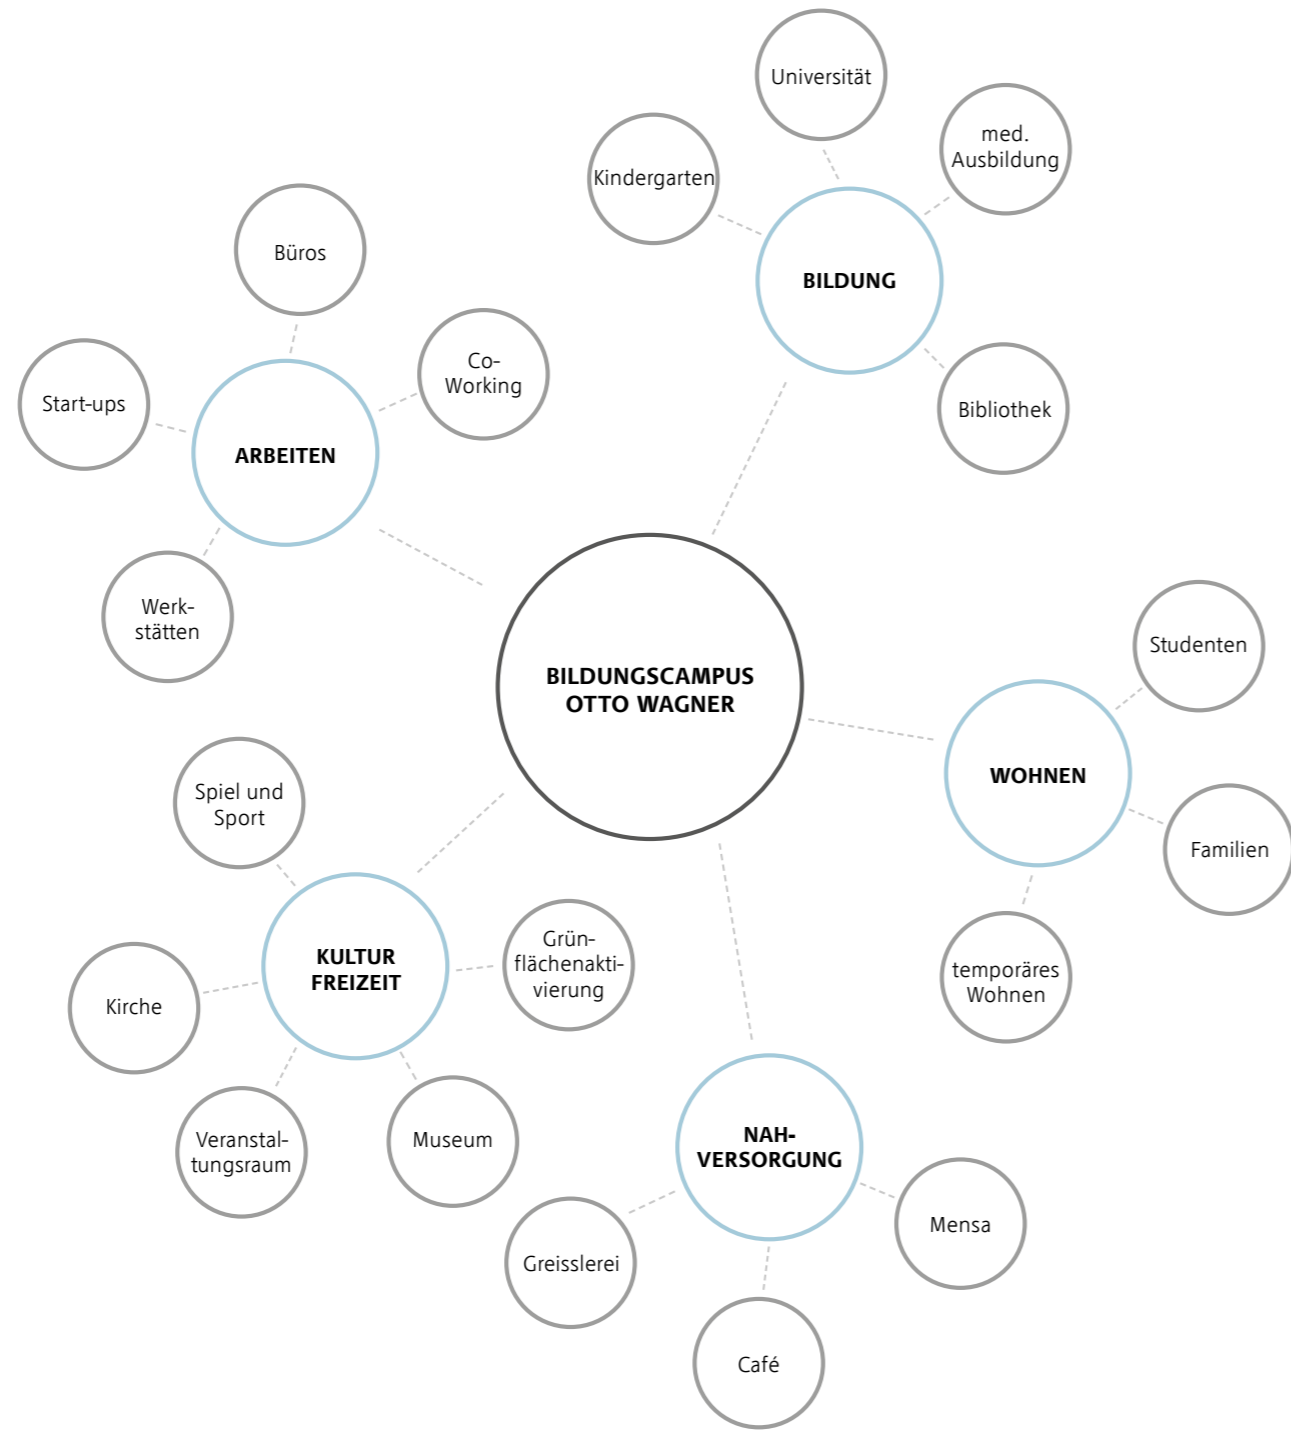 Universität
med.
Ausbildung
Kindergarten
BILDUNG
Bibliothek
Büros
Co-
Working
Start-ups
ARBEITEN
Werk-
stätten
BILDUNGSCAMPUS
OTTO WAGNER
Studenten
WOHNEN
Familien
temporäres
Wohnen
Spiel und
Sport
KULTUR
FREIZEIT
Grün-
flächenakti-
vierung
Kirche
Veranstal-
tungsraum
Museum
NAH-
VERSORGUNG
Mensa
Greisslerei
Café